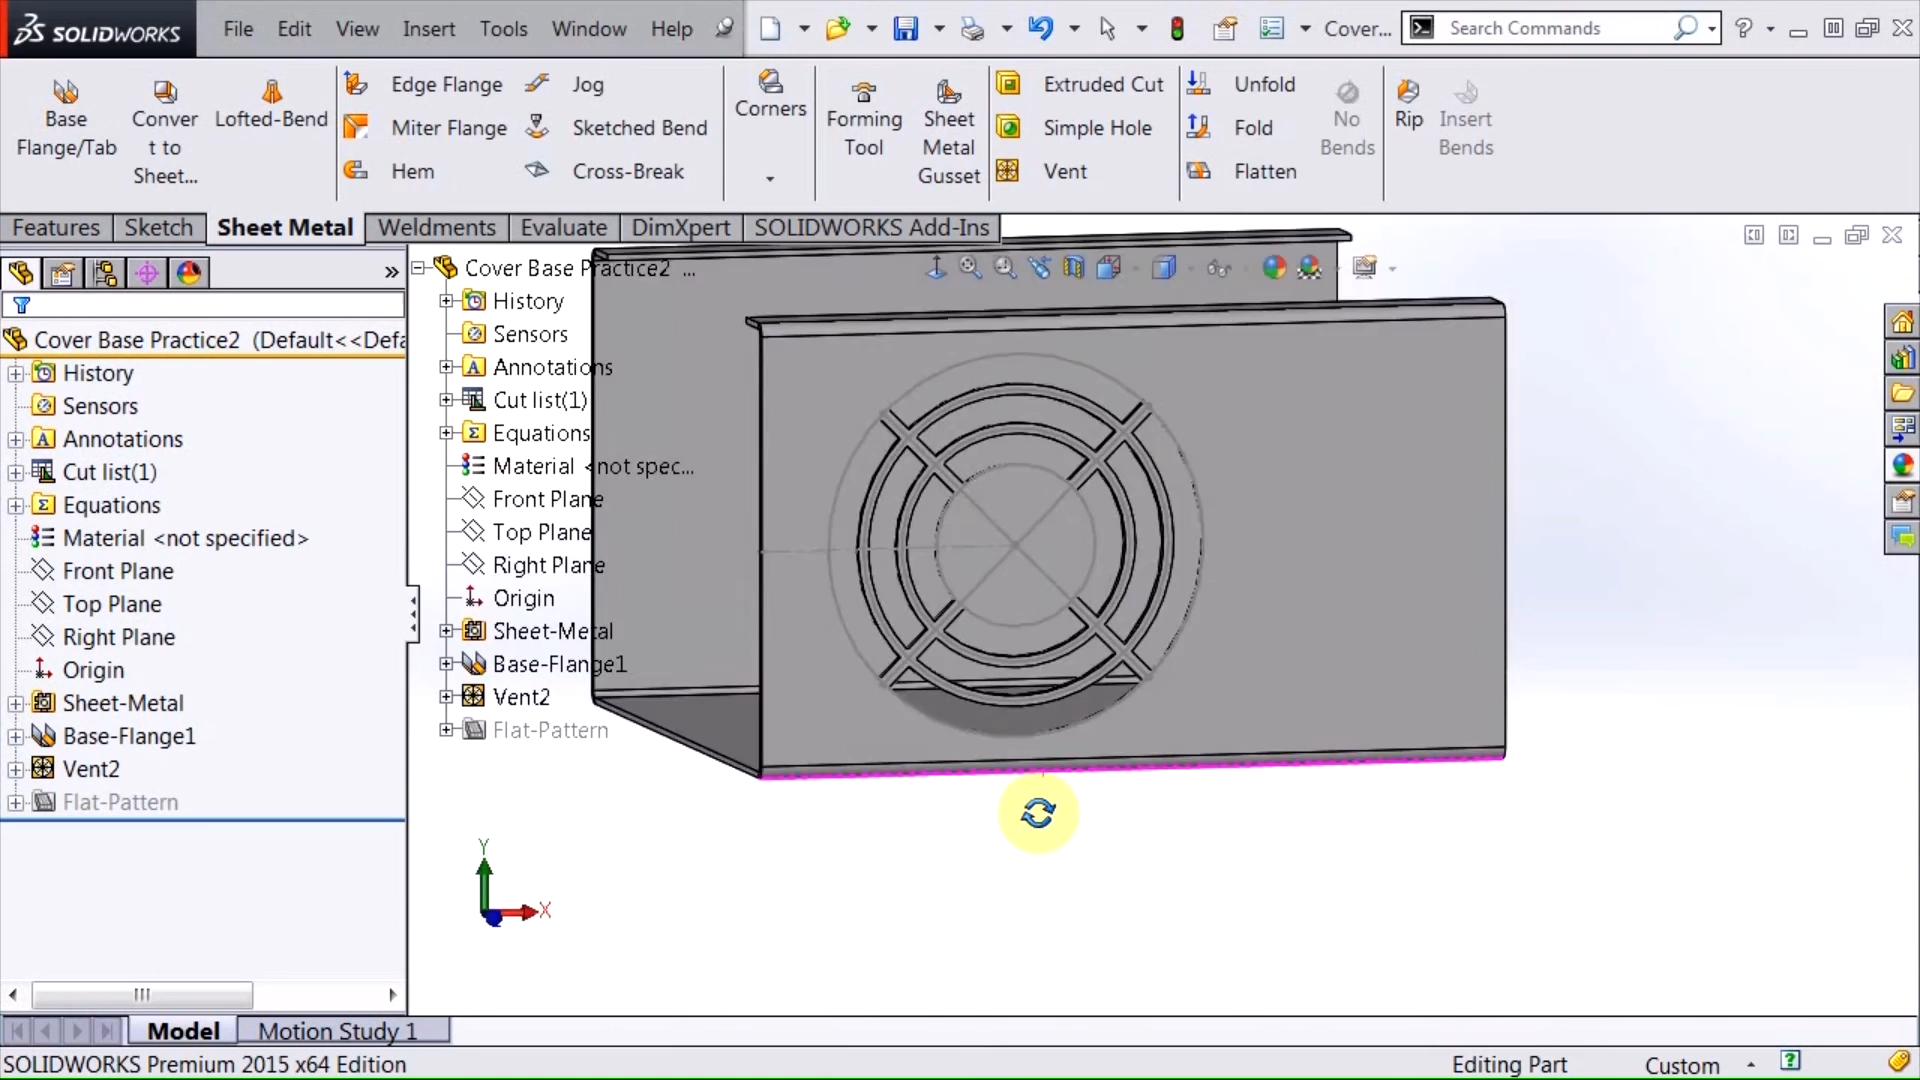 SOLIDWORKS File Edit View Insert Tools Window Help Cover... Search Commands ?
Base Flange/Tab
Conver t to Sheet...
Lofted-Bend
Edge Flange
Miter Flange
Hem
Jog
Sketched Bend
Cross-Break
Corners
Forming Tool
Sheet Metal Gusset
Extruded Cut
Simple Hole
Vent
Unfold
Fold
Flatten
No Bends
Rip
Insert Bends
Features Sketch Sheet Metal Weldments Evaluate DimXpert SOLIDWORKS Add-Ins
»
Cover Base Practice2 (Default<<Defa
History
Sensors
Annotations
Cut list(1)
Equations
Material <not specified>
Front Plane
Top Plane
Right Plane
Origin
Sheet-Metal
Base-Flange1
Vent2
Flat-Pattern
Cover Base Practice2 ...
History
Sensors
Annotations
Cut list(1)
Equations
Material <not spec...
Front Plane
Top Plane
Right Plane
Origin
Sheet-Metal
Base-Flange1
Vent2
Flat-Pattern
Y
X
Model Motion Study 1
SOLIDWORKS Premium 2015 x64 Edition Editing Part Custom ?